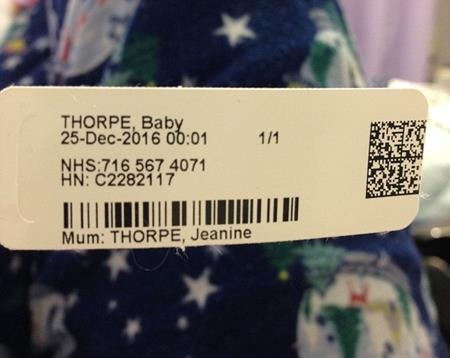 THORPE, Baby
25-Dec-2016 00:01 1/1
NHS:716 567 4071
HN: C2282117
Mum: THORPE, Jeanine